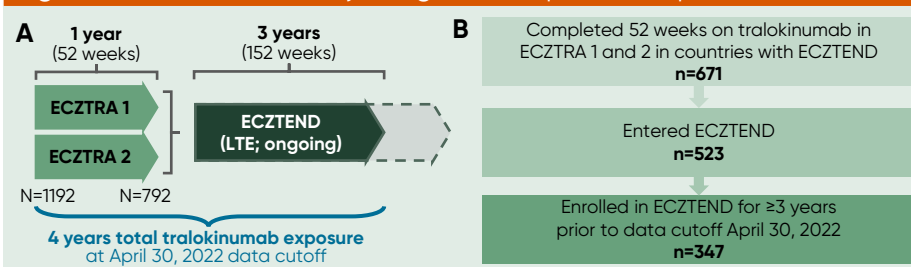 A
1 year
(52 weeks)
3 years
(152 weeks)
ECZTRA 1
ECZTRA 2
ECZTEND
(LTE; ongoing)
N=1192
N=792
4 years total tralokinumab exposure
at April 30, 2022 data cutoff
B
Completed 52 weeks on tralokinumab in
ECZTRA 1 and 2 in countries with ECZTEND
n=671
Entered ECZTEND
n=523
Enrolled in ECZTEND for ≥3 years
prior to data cutoff April 30, 2022
n=347